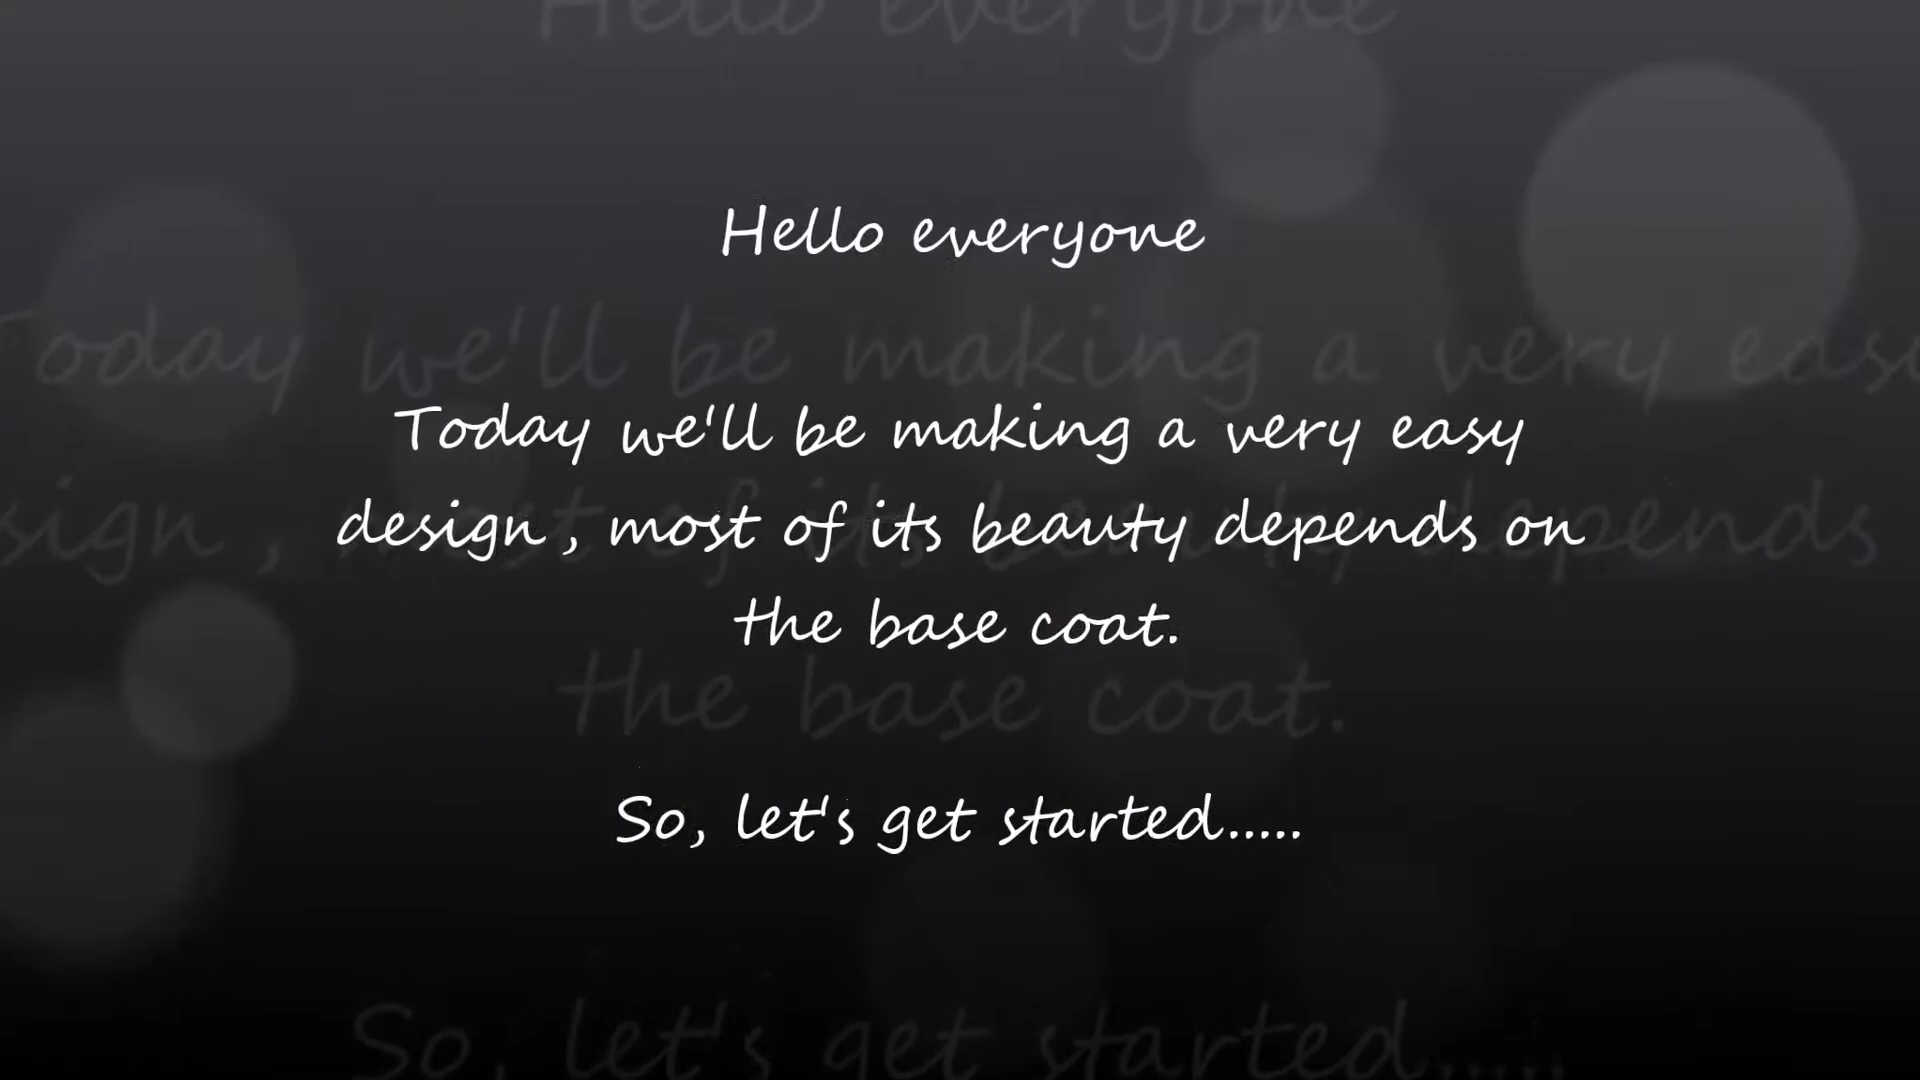 Hello everyone
Today we'll be making a very easy
design , most of its beauty depends on
the base coat.
So, let's get started.....